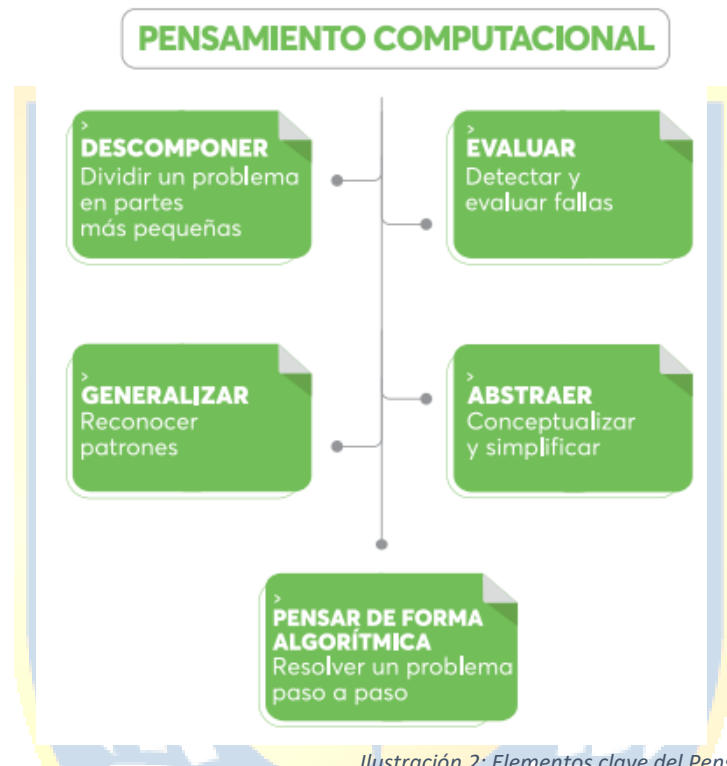 PENSAMIENTO COMPUTACIONAL
>
DESCOMPONER
Dividir un problema
en partes
más pequeñas
>
EVALUAR
Detectar y
evaluar fallas
>
GENERALIZAR
Reconocer
patrones
>
ABSTRAER
Conceptualizar
y simplificar
>
PENSAR DE FORMA
ALGORÍTMICA
Resolver un problema
paso a paso
Ilustración 2: Elementos clave del Pen